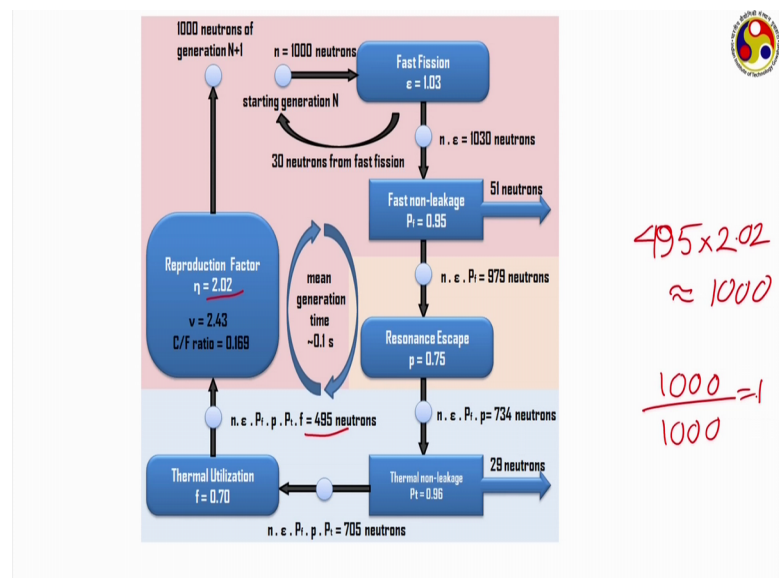 1000 neutrons of
generation N+1
n = 1000 neutrons
starting generation N
Fast Fission
ε = 1.03
30 neutrons from fast fission
n . ε = 1030 neutrons
Fast non-leakage
Pf = 0.95
51 neutrons
n . ε . Pf = 979 neutrons
Reproduction Factor
η = 2.02
ν = 2.43
C/F ratio = 0.169
mean
generation
time
~0.1 s
Resonance Escape
p = 0.75
n . ε . Pf . p = 734 neutrons
n . ε . Pf . p . Pt . f = 495 neutrons
Thermal Utilization
f = 0.70
Thermal non-leakage
Pt = 0.96
29 neutrons
n . ε . Pf . p . Pt = 705 neutrons
495 × 2.02
≈ 1000
1000
1000
= 1